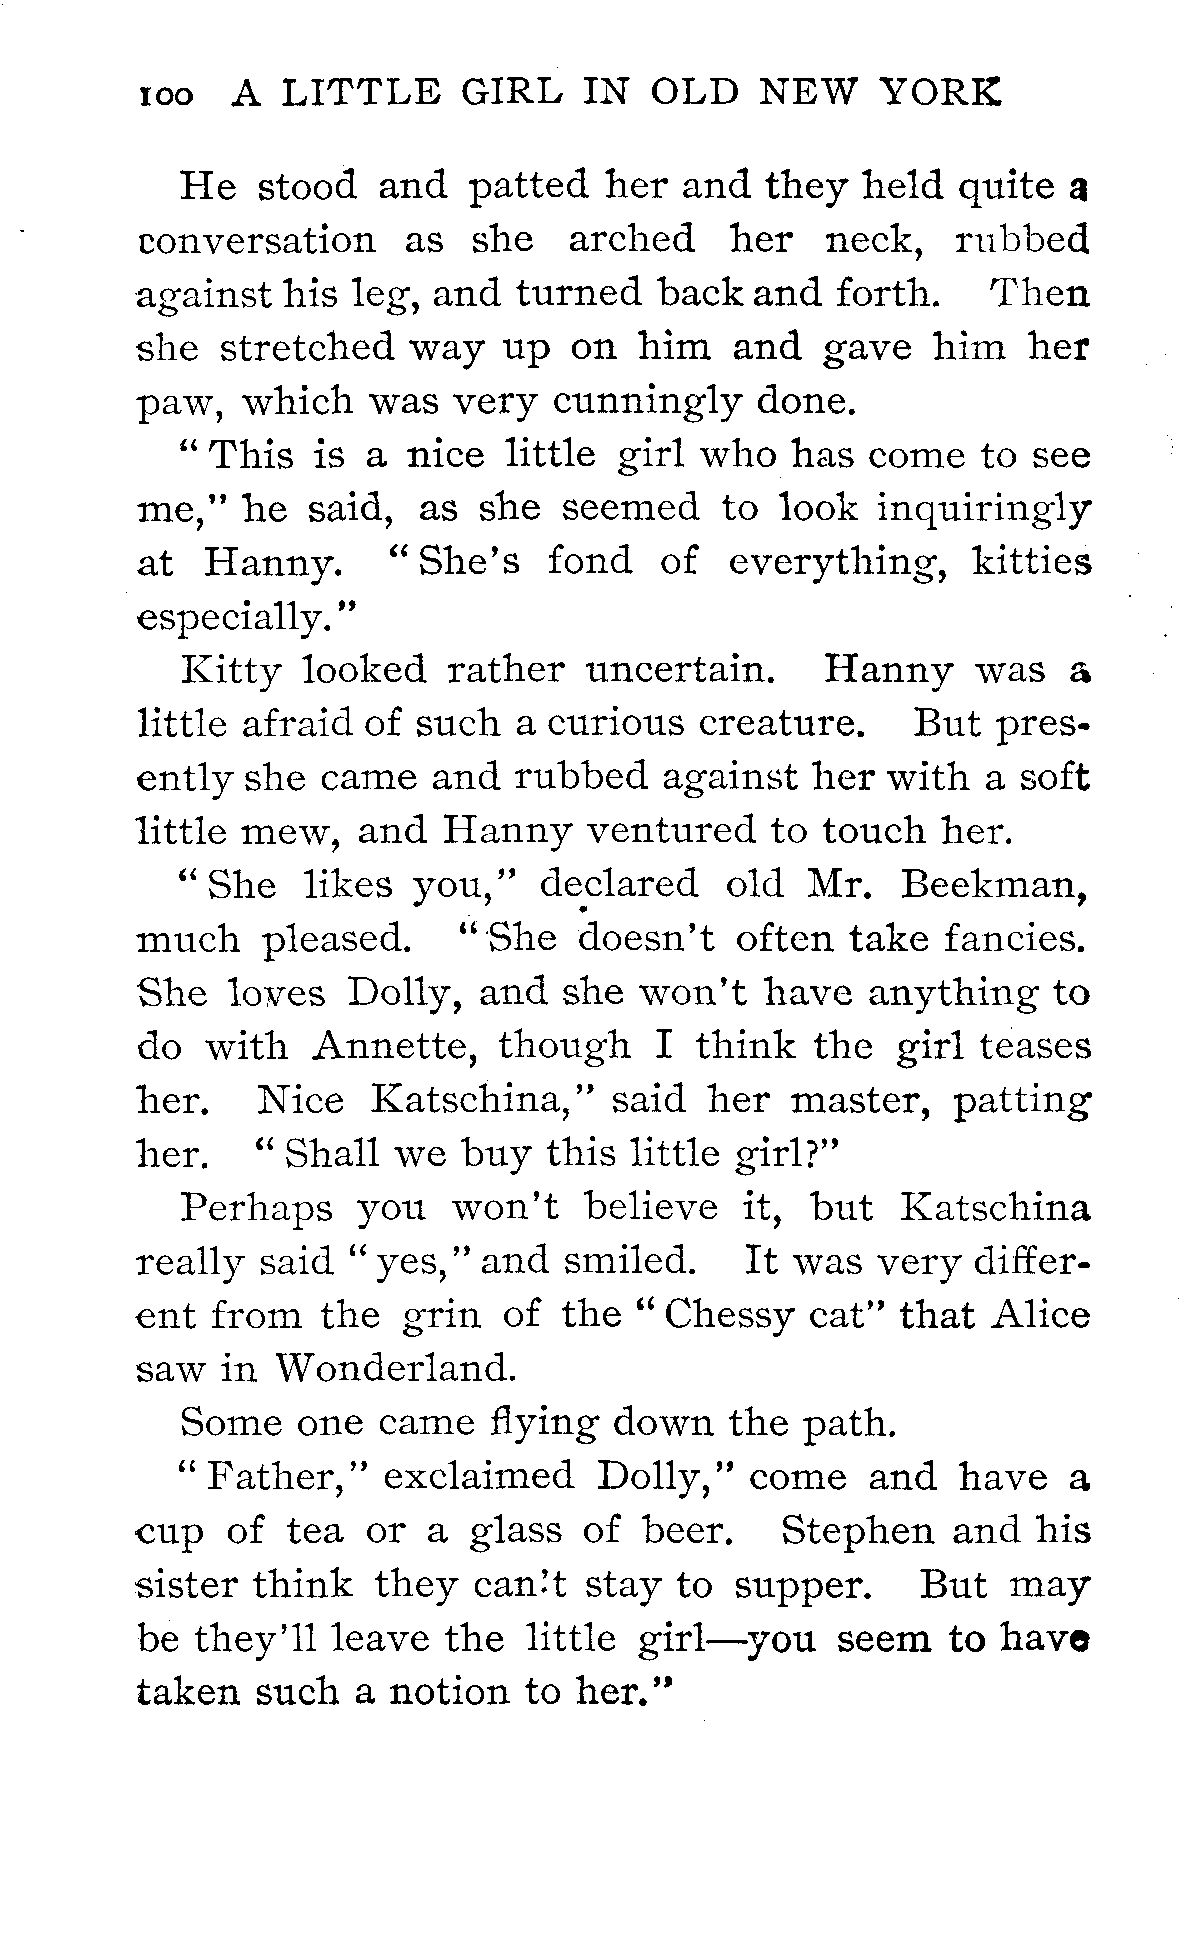 100 A LITTLE GIRL IN OLD NEW YORK
He stood and patted her and they held quite a
conversation as she arched her neck, rubbed
against his leg, and turned back and forth. Then
she stretched way up on him and gave him her
paw, which was very cunningly done.
“ This is a nice little girl who has come to see
me,” he said, as she seemed to look inquiringly
at Hanny. “ She’s fond of everything, kitties
especially.”
Kitty looked rather uncertain. Hanny was a
little afraid of such a curious creature. But pres-
ently she came and rubbed against her with a soft
little mew, and Hanny ventured to touch her.
“ She likes you,” declared old Mr. Beekman,
much pleased. “ She doesn’t often take fancies.
She loves Dolly, and she won’t have anything to
do with Annette, though I think the girl teases
her. Nice Katschina,” said her master, patting
her. “ Shall we buy this little girl?”
Perhaps you won’t believe it, but Katschina
really said “ yes,” and smiled. It was very differ-
ent from the grin of the “ Chessy cat” that Alice
saw in Wonderland.
Some one came flying down the path.
“ Father,” exclaimed Dolly,” come and have a
cup of tea or a glass of beer. Stephen and his
sister think they can’t stay to supper. But may
be they’ll leave the little girl—you seem to have
taken such a notion to her.”